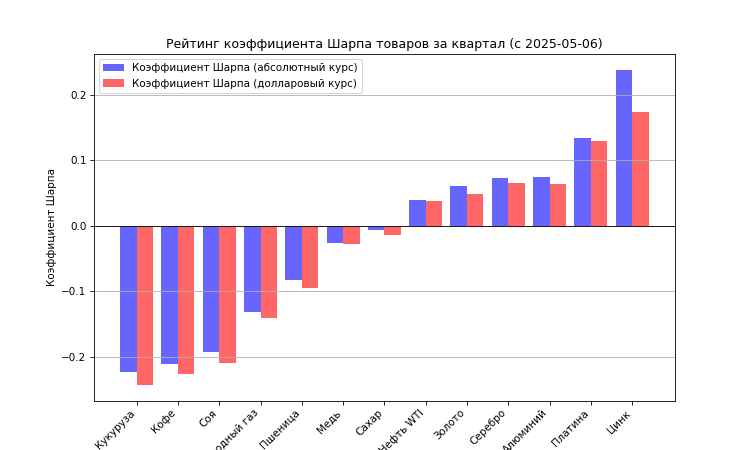 Рейтинг коэффициента Шарпа товаров за квартал (с 2025-05-06)
Коэффициент Шарпа (абсолютный курс)
Коэффициент Шарпа (долларовый курс)
Коэффициент Шарпа
0.2
0.1
0.0
−0.1
−0.2
Кукуруза
Кофе
Соя
одный газ
Пшеница
Медь
Сахар
Нефть WTI
Золото
Серебро
Алюминий
Платина
Цинк